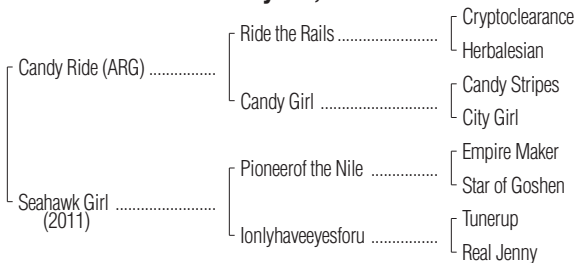 Cryptoclearance
Ride the Rails
Herbalesian
Candy Ride (ARG)
Candy Stripes
Candy Girl
City Girl
Empire Maker
Pioneerof the Nile
Star of Goshen
Seahawk Girl
(2011)
Tunerup
Ionlyhaveeyesforu
Real Jenny